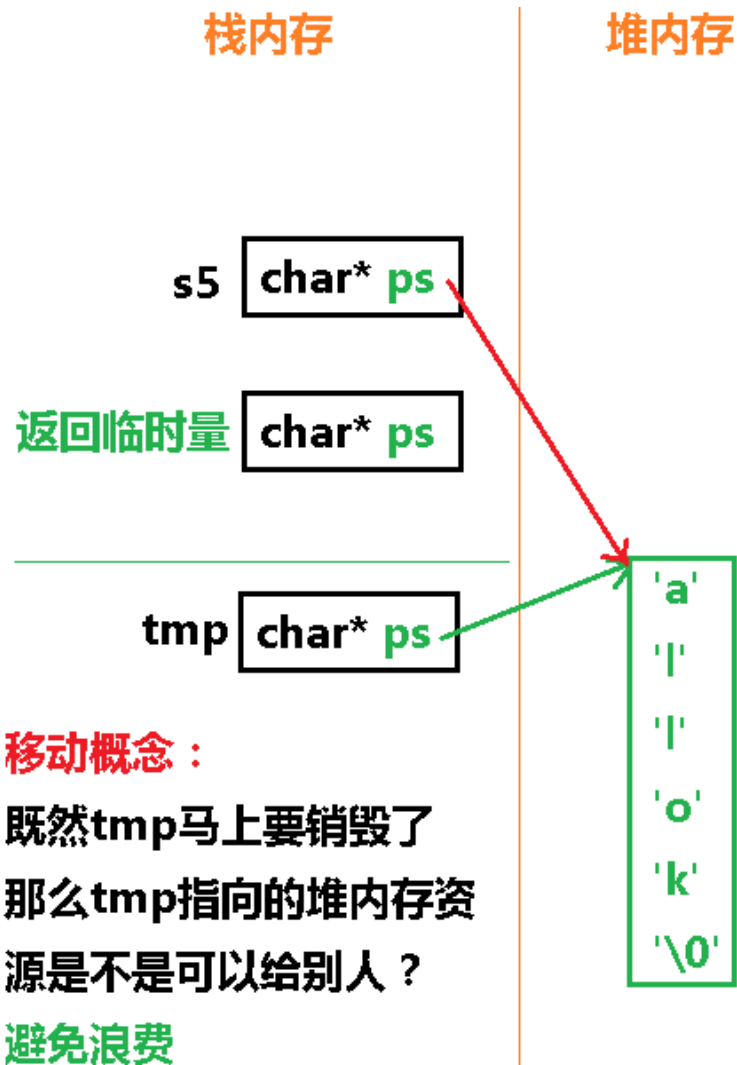 栈内存 堆内存
s5 char* ps
返回临时量 char* ps
tmp char* ps
'a'
'l'
'l'
'o'
'k'
'\0'
移动概念：
既然tmp马上要销毁了
那么tmp指向的堆内存资
源是不是可以给别人？
避免浪费